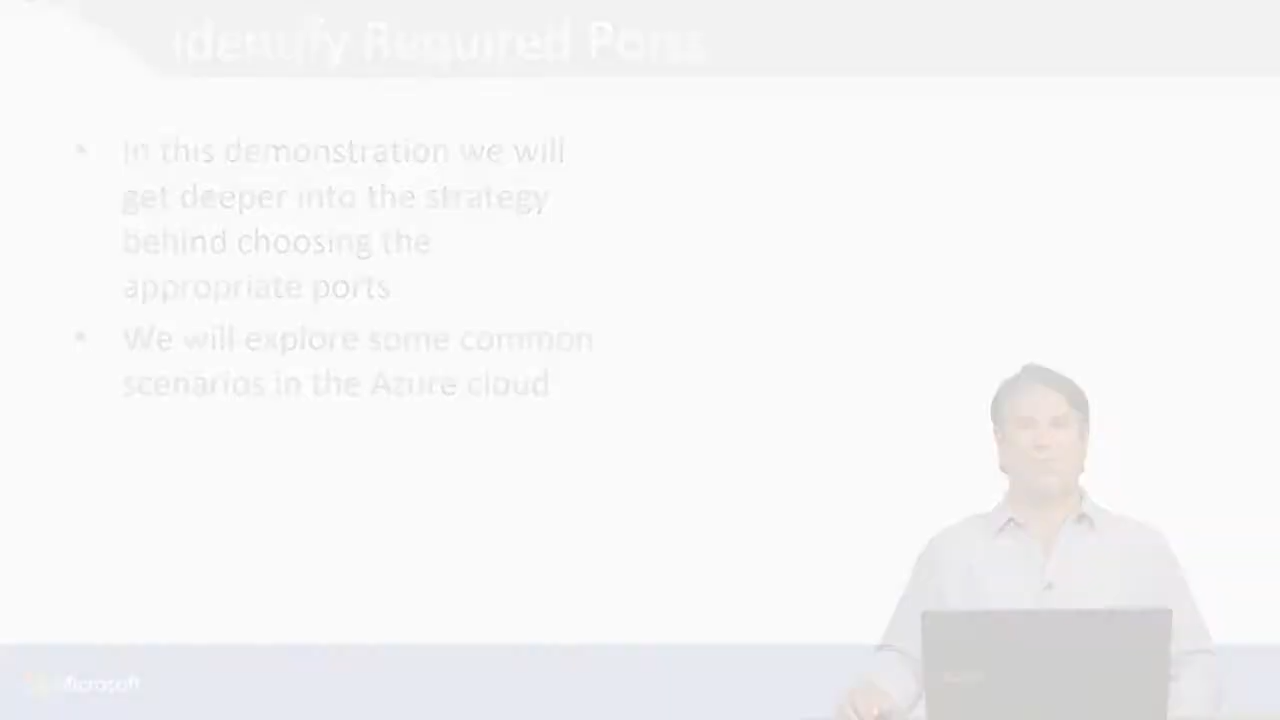 Identify Required Ports
• In this demonstration we will
get deeper into the strategy
behind choosing the
appropriate ports
• We will explore some common
scenarios in the Azure cloud
Microsoft